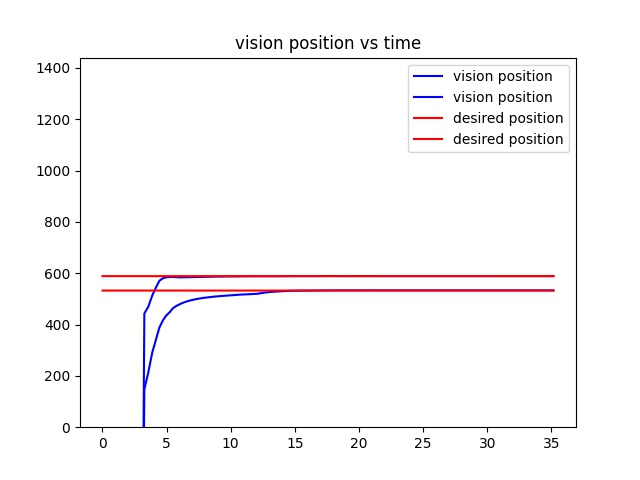 vision position vs time
1400
1200
1000
800
600
400
200
0
vision position
vision position
desired position
desired position
0 5 10 15 20 25 30 35